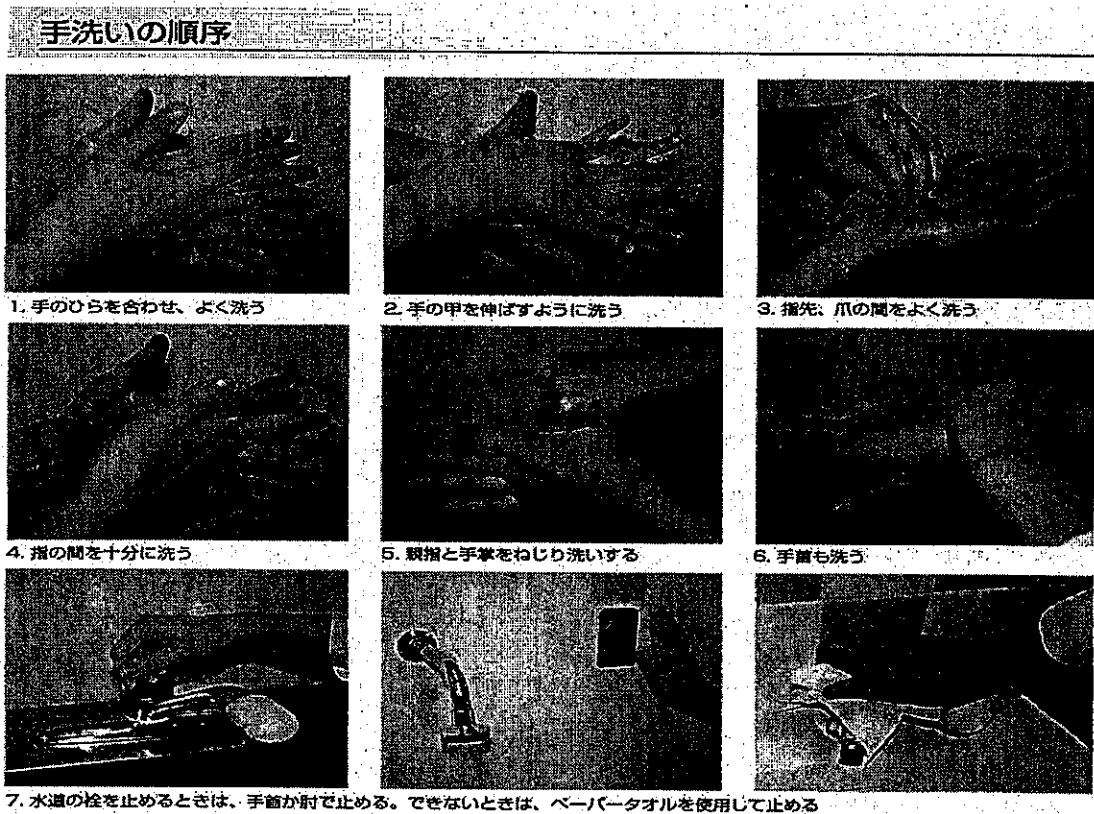 手洗いの順序
1. 手のひらを合わせ、よく洗う
2. 手の甲を伸ばすように洗う
3. 指先、爪の間をよく洗う
4. 指の間を十分に洗う
5. 親指と手掌をねじり洗いする
6. 手首も洗う
7. 水道の栓を止めるときは、手首か肘で止める。できないときは、ペーパータオルを使用して止める